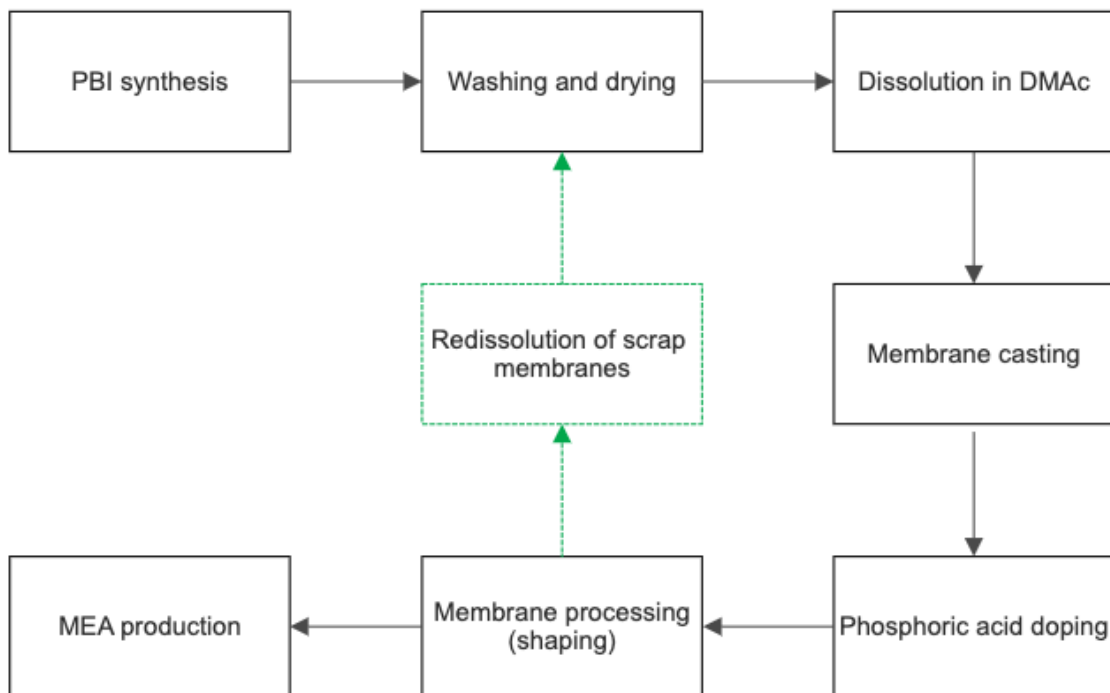 PBI synthesis
Washing and drying
Dissolution in DMAc
Redissolution of scrap
membranes
Membrane casting
MEA production
Membrane processing
(shaping)
Phosphoric acid doping